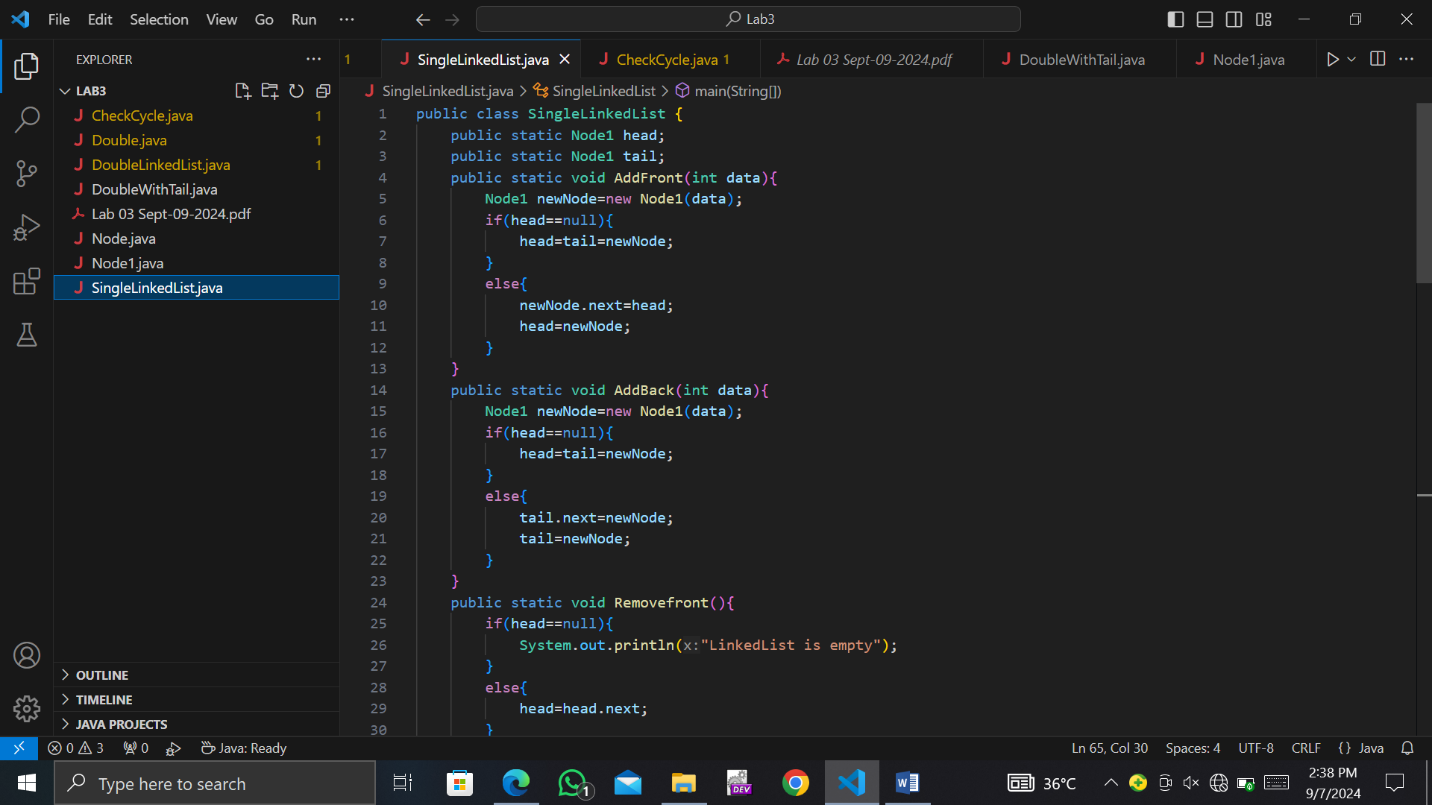 File Edit Selection View Go Run ··· Lab3
EXPLORER ···
1 SingleLinkedList.java CheckCycle.java 1 Lab 03 Sept-09-2024.pdf DoubleWithTail.java Node1.java ···
LAB3
SingleLinkedList.java > SingleLinkedList > main(String[])
CheckCycle.java 1
Double.java 1
DoubleLinkedList.java 1
DoubleWithTail.java
Lab 03 Sept-09-2024.pdf
Node.java
Node1.java
SingleLinkedList.java
OUTLINE
TIMELINE
JAVA PROJECTS
1 public class SingleLinkedList {
2 public static Node1 head;
3 public static Node1 tail;
4 public static void AddFront(int data){
5 Node1 newNode=new Node1(data);
6 if(head==null){
7 head=tail=newNode;
8 }
9 else{
10 newNode.next=head;
11 head=newNode;
12 }
13 }
14 public static void AddBack(int data){
15 Node1 newNode=new Node1(data);
16 if(head==null){
17 head=tail=newNode;
18 }
19 else{
20 tail.next=newNode;
21 tail=newNode;
22 }
23 }
24 public static void Removefront(){
25 if(head==null){
26 System.out.println(x:"LinkedList is empty");
27 }
28 else{
29 head=head.next;
30 }
0 3 0 Java: Ready Ln 65, Col 30 Spaces: 4 UTF-8 CRLF {} Java
Type here to search 1 DEV W 36°C 2:38 PM
9/7/2024